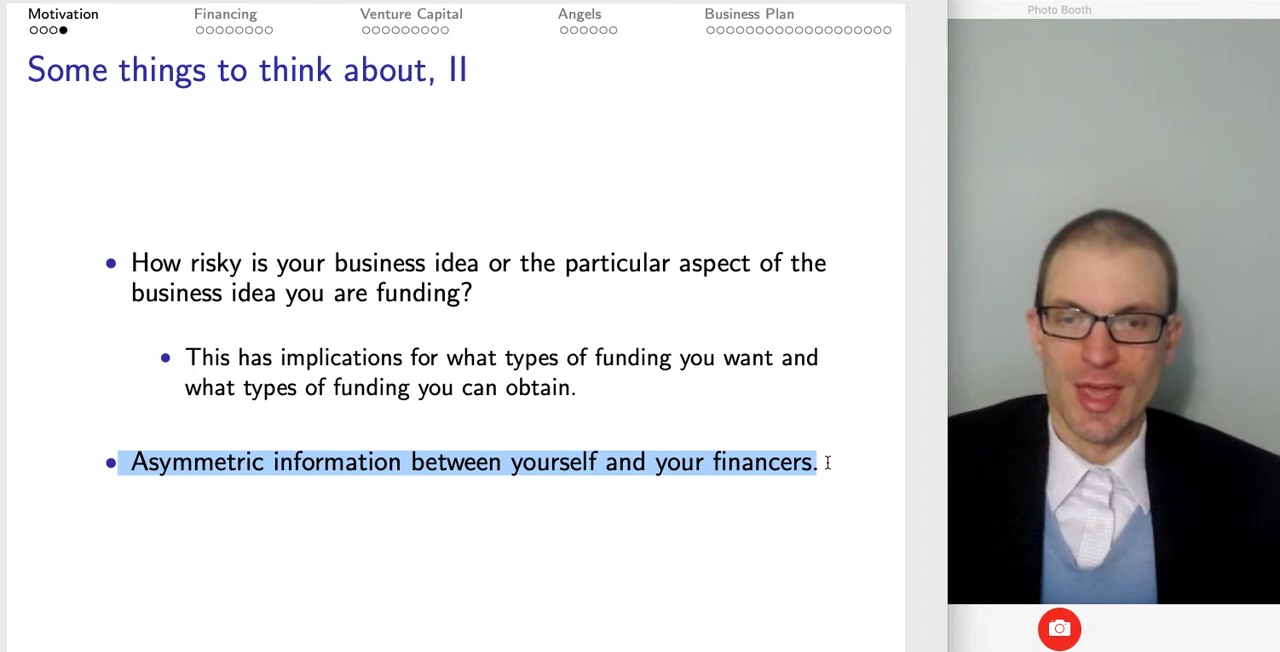 Motivation Financing Venture Capital Angels Business Plan
Photo Booth
Some things to think about, II
How risky is your business idea or the particular aspect of the
business idea you are funding?
This has implications for what types of funding you want and
what types of funding you can obtain.
Asymmetric information between yourself and your financers.